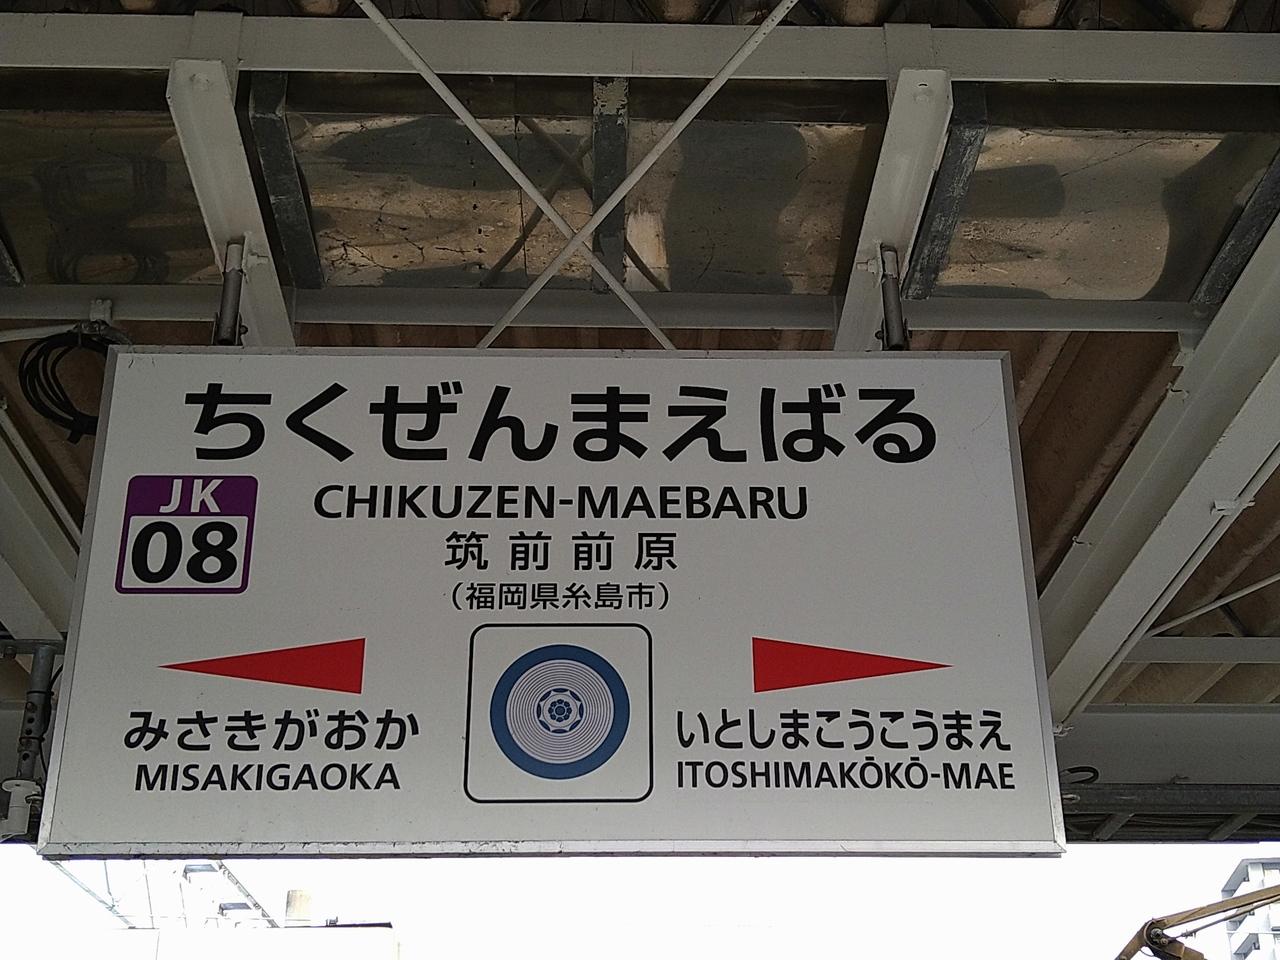 ちくぜんまえばる
JK
08
CHIKUZEN-MAEBARU
筑前前原
（福岡県糸島市）
みさきがおか
MISAKIGAOKA
いとしまこうこうまえ
ITOSHIMAKŌKŌ-MAE